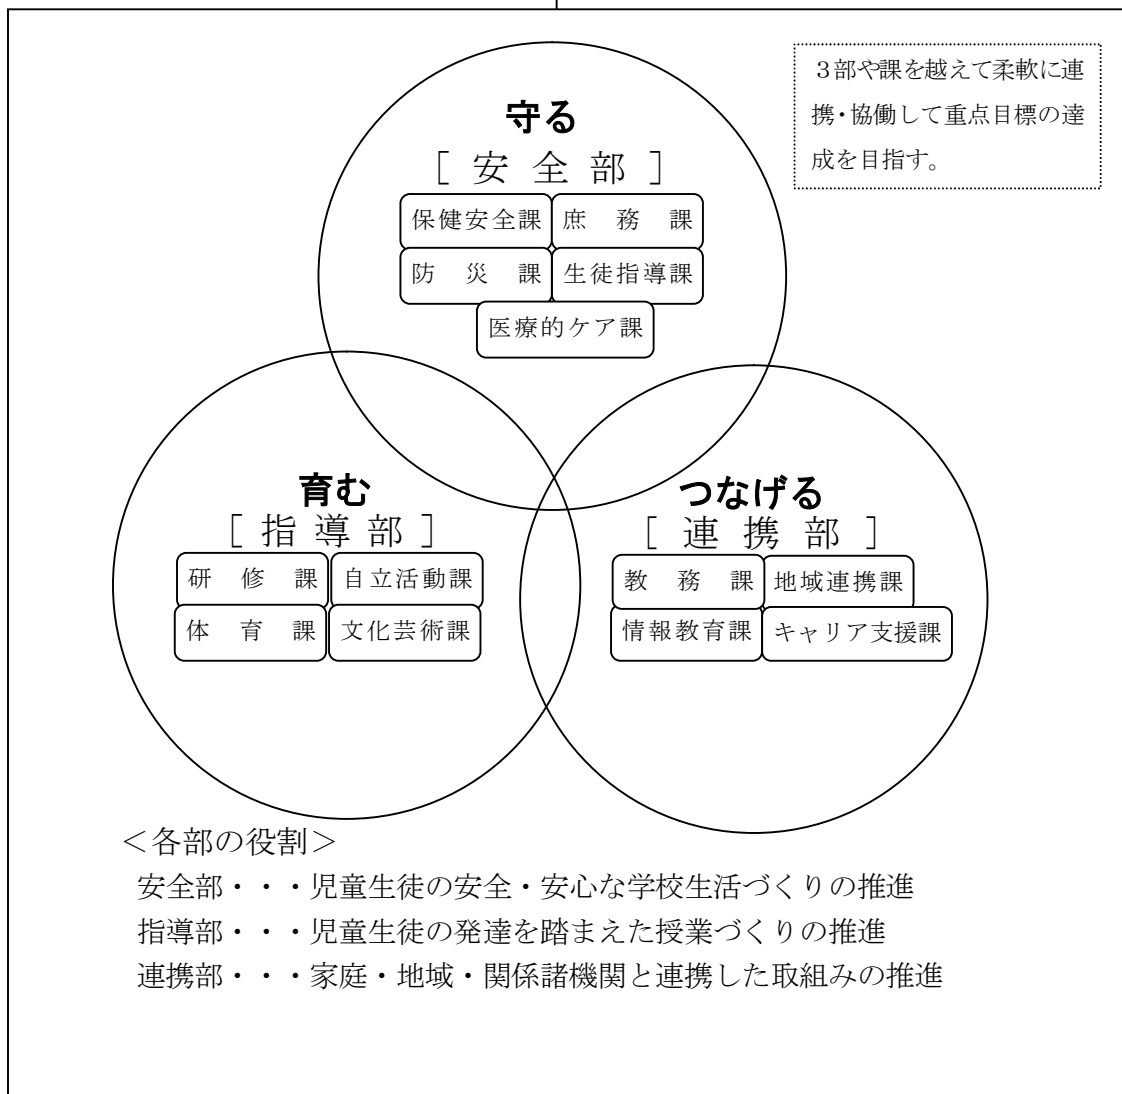 3部や課を越えて柔軟に連
携・協働して重点目標の達
成を目指す。
守る
[ 安 全 部 ]
保健安全課 庶 務 課
防 災 課 生徒指導課
医療的ケア課
育む
[ 指 導 部 ]
研 修 課 自立活動課
体 育 課 文化芸術課
つなげる
[ 連 携 部 ]
教 務 課 地域連携課
情報教育課 キャリア支援課
＜各部の役割＞
安全部・・・児童生徒の安全・安心な学校生活づくりの推進
指導部・・・児童生徒の発達を踏まえた授業づくりの推進
連携部・・・家庭・地域・関係諸機関と連携した取組みの推進